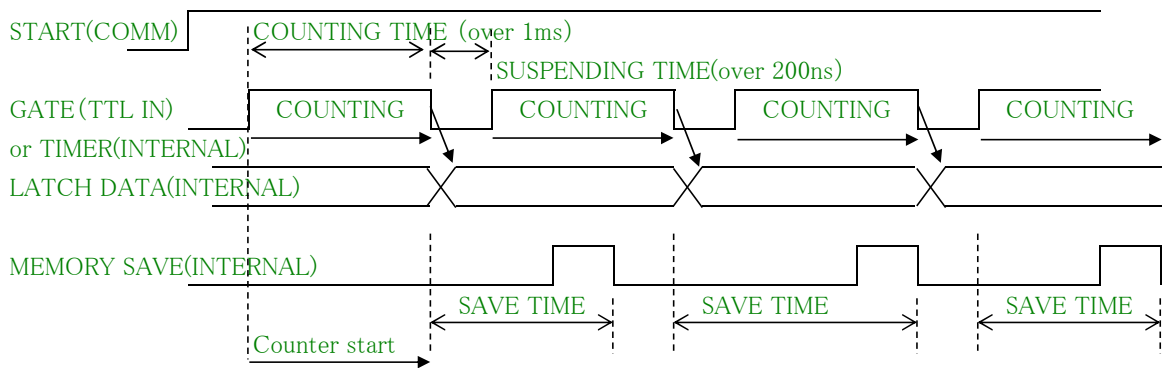 START(COMM)
COUNTING TIME (over 1ms)
SUSPENDING TIME(over 200ns)
GATE(TTL IN)
COUNTING COUNTING COUNTING COUNTING
or TIMER(INTERNAL)
LATCH DATA(INTERNAL)
MEMORY SAVE(INTERNAL)
SAVE TIME SAVE TIME SAVE TIME
Counter start